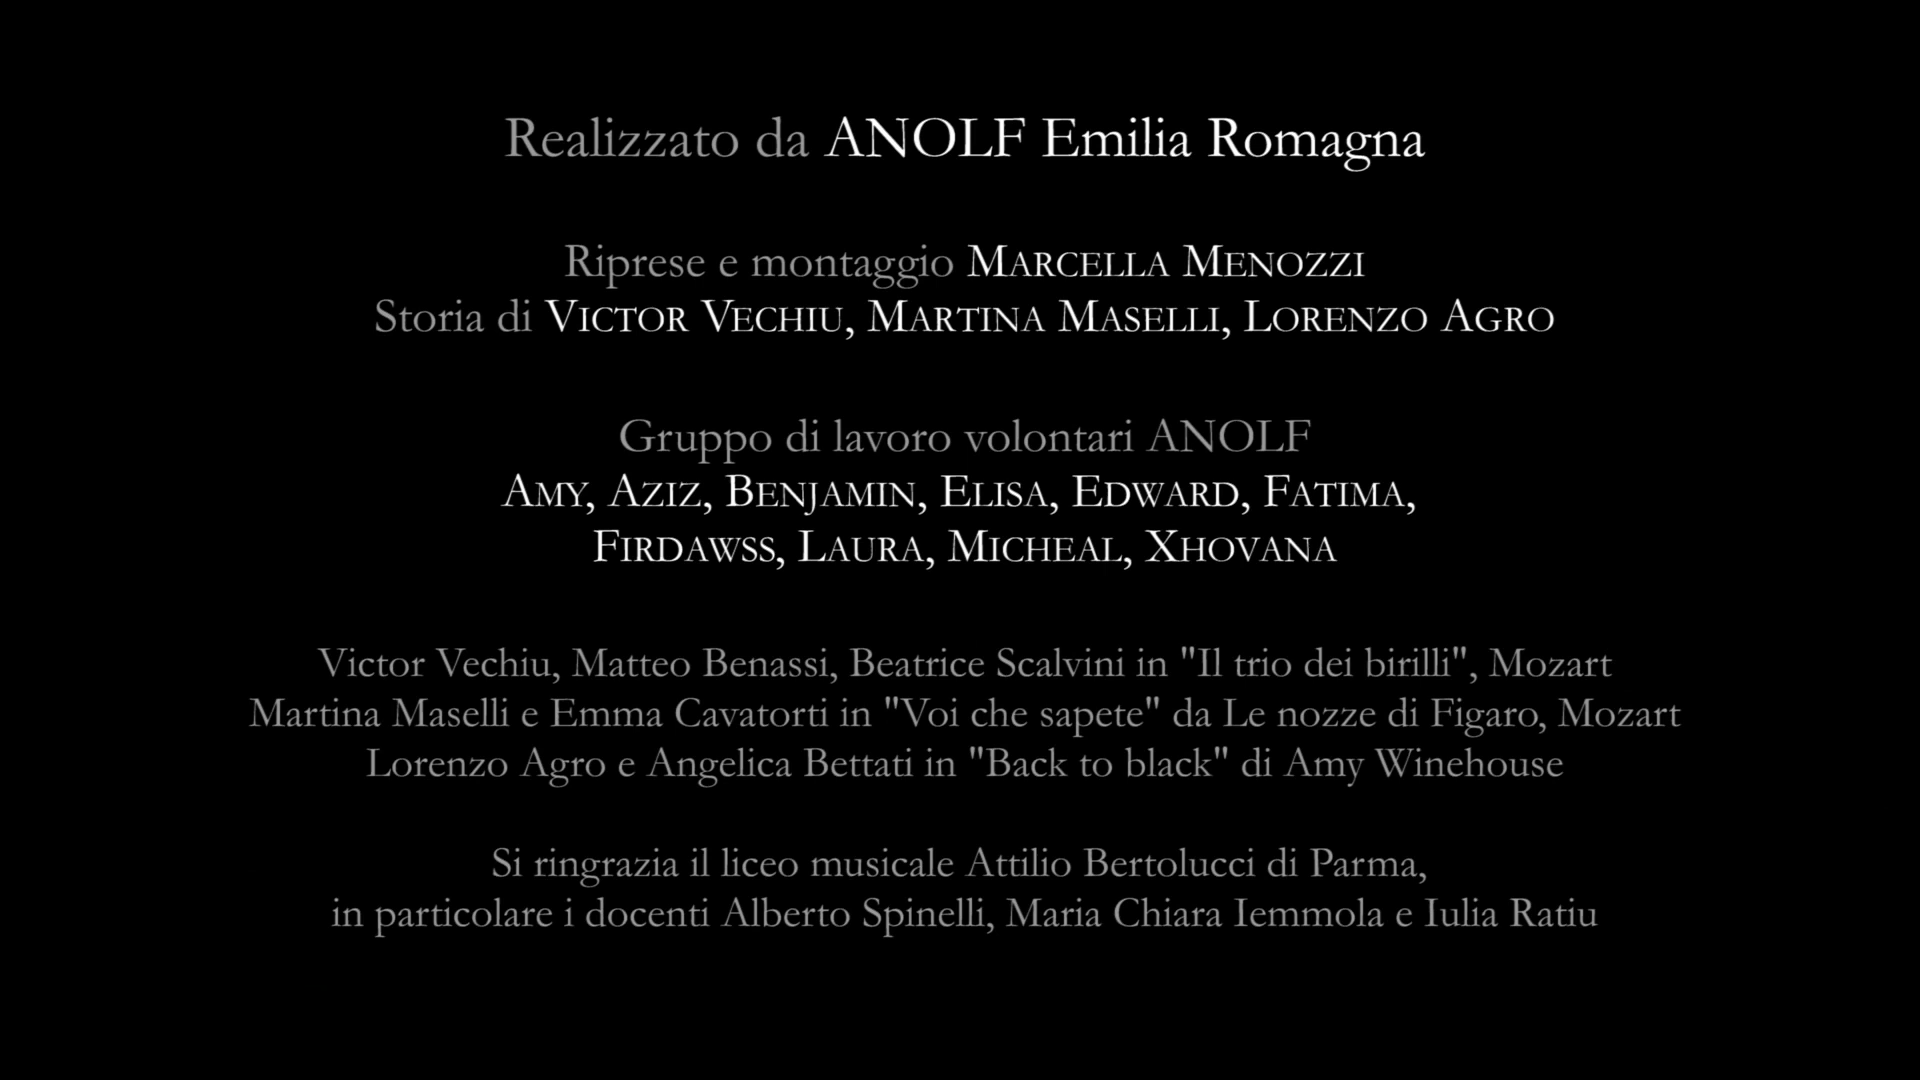 Realizzato da ANOLF Emilia Romagna
Riprese e montaggio MARCELLA MENOZZI
Storia di VICTOR VECHIU, MARTINA MASELLI, LORENZO AGRO
Gruppo di lavoro volontari ANOLF
AMY, AZIZ, BENJAMIN, ELISA, EDWARD, FATIMA,
FIRDAWSS, LAURA, MICHEAL, XHOVANA
Victor Vechiu, Matteo Benassi, Beatrice Scalvini in "Il trio dei birilli", Mozart
Martina Maselli e Emma Cavatorti in "Voi che sapete" da Le nozze di Figaro, Mozart
Lorenzo Agro e Angelica Bettati in "Back to black" di Amy Winehouse
Si ringrazia il liceo musicale Attilio Bertolucci di Parma,
in particolare i docenti Alberto Spinelli, Maria Chiara Iemmola e Iulia Ratiu